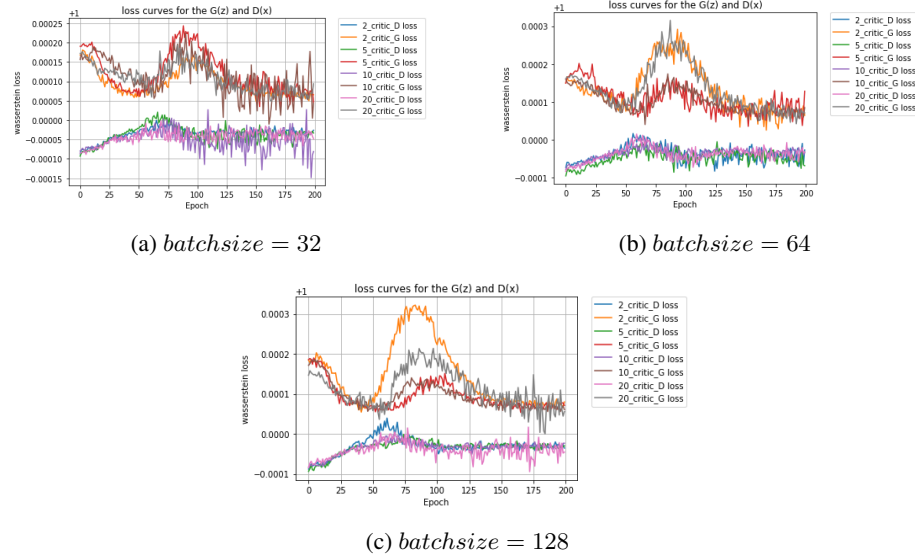 loss curves for the G(z) and D(x)
+1
0.00025
0.00020
0.00015
0.00010
0.00005
−0.00000
−0.00005
−0.00010
−0.00015
0 25 50 75 100 125 150 175 200
wasserstein loss
Epoch
2_critic_D loss
2_critic_G loss
5_critic_D loss
5_critic_G loss
10_critic_D loss
10_critic_G loss
20_critic_D loss
20_critic_G loss
(a) batchsize = 32
loss curves for the G(z) and D(x)
+1
0.0003
0.0002
0.0001
0.0000
−0.0001
0 25 50 75 100 125 150 175 200
wasserstein loss
Epoch
2_critic_D loss
2_critic_G loss
5_critic_D loss
5_critic_G loss
10_critic_D loss
10_critic_G loss
20_critic_D loss
20_critic_G loss
(b) batchsize = 64
loss curves for the G(z) and D(x)
+1
0.0003
0.0002
0.0001
0.0000
−0.0001
0 25 50 75 100 125 150 175 200
wasserstein loss
Epoch
2_critic_D loss
2_critic_G loss
5_critic_D loss
5_critic_G loss
10_critic_D loss
10_critic_G loss
20_critic_D loss
20_critic_G loss
(c) batchsize = 128